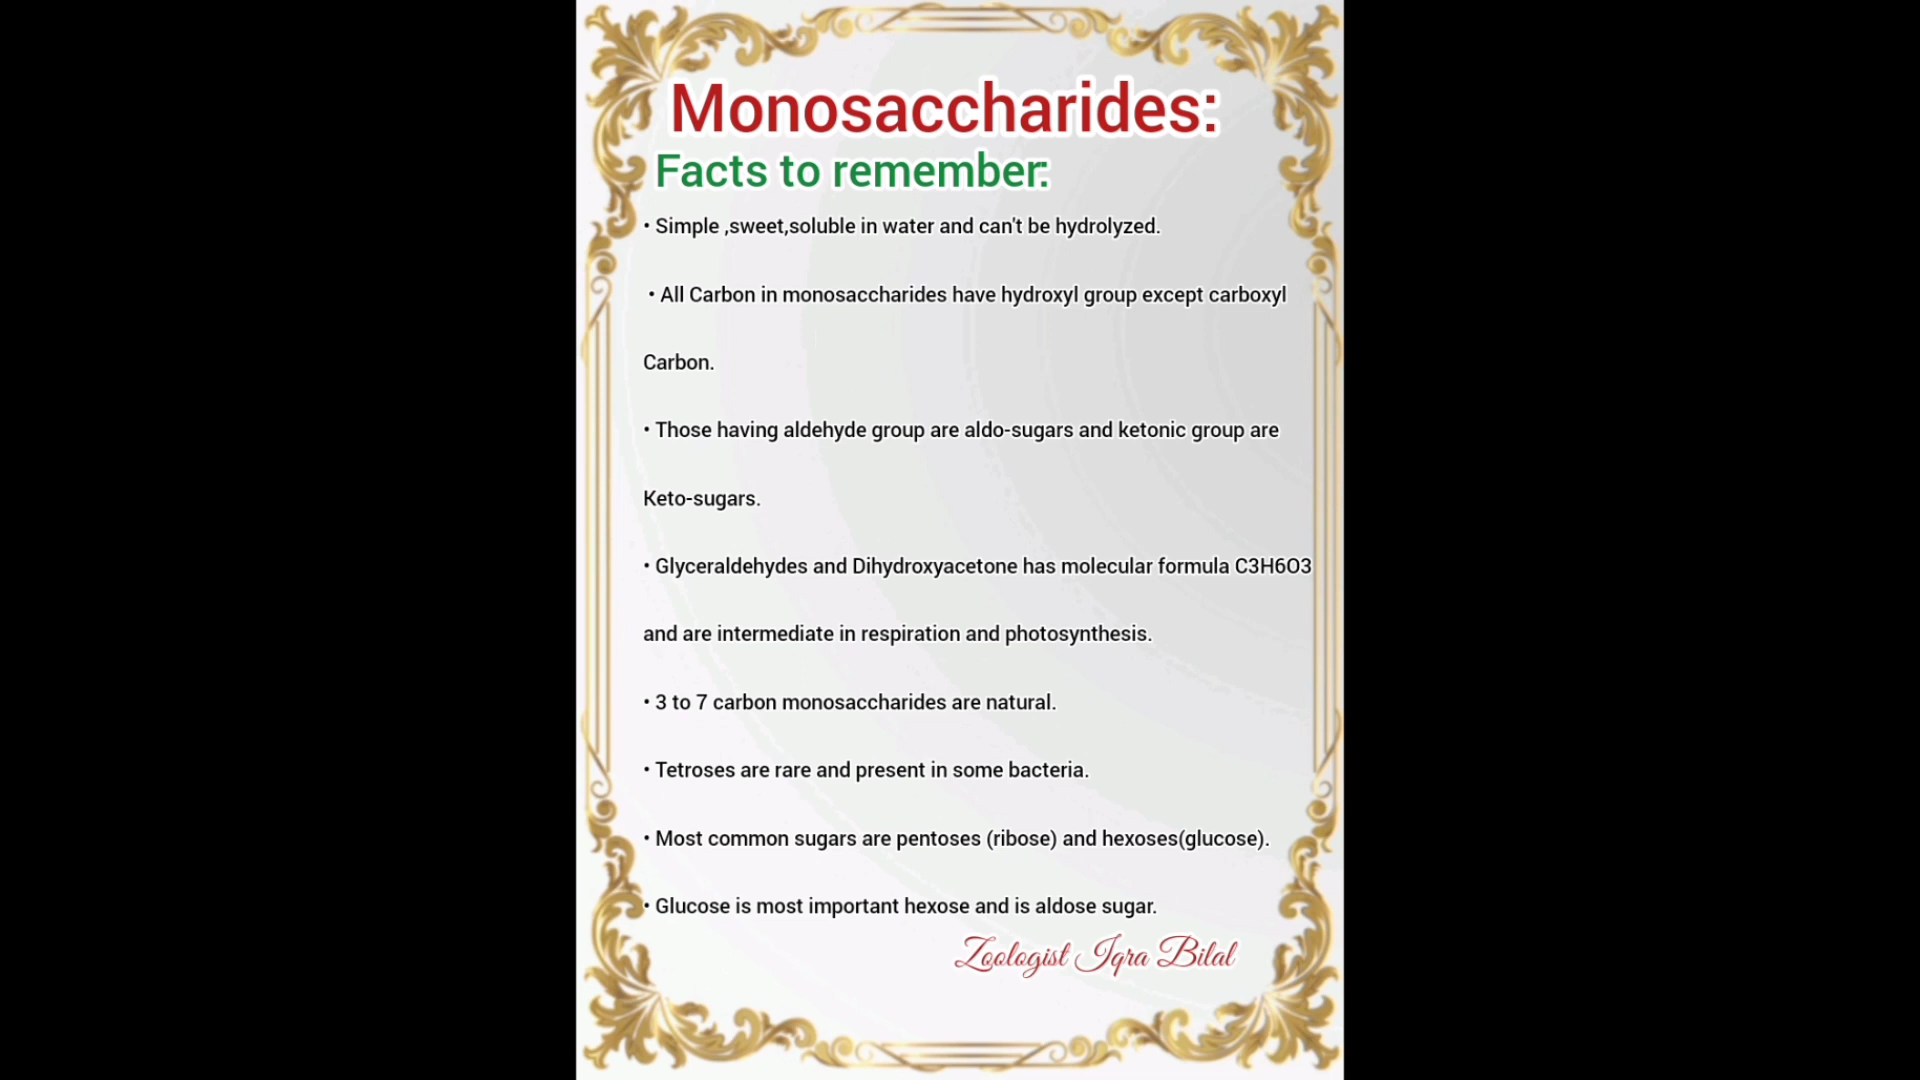 Monosaccharides:
Facts to remember:
• Simple ,sweet,soluble in water and can't be hydrolyzed.
• All Carbon in monosaccharides have hydroxyl group except carboxyl
Carbon.
• Those having aldehyde group are aldo-sugars and ketonic group are
Keto-sugars.
• Glyceraldehydes and Dihydroxyacetone has molecular formula C3H6O3
and are intermediate in respiration and photosynthesis.
• 3 to 7 carbon monosaccharides are natural.
• Tetroses are rare and present in some bacteria.
• Most common sugars are pentoses (ribose) and hexoses(glucose).
• Glucose is most important hexose and is aldose sugar.
Zoologist Iqra Bilal